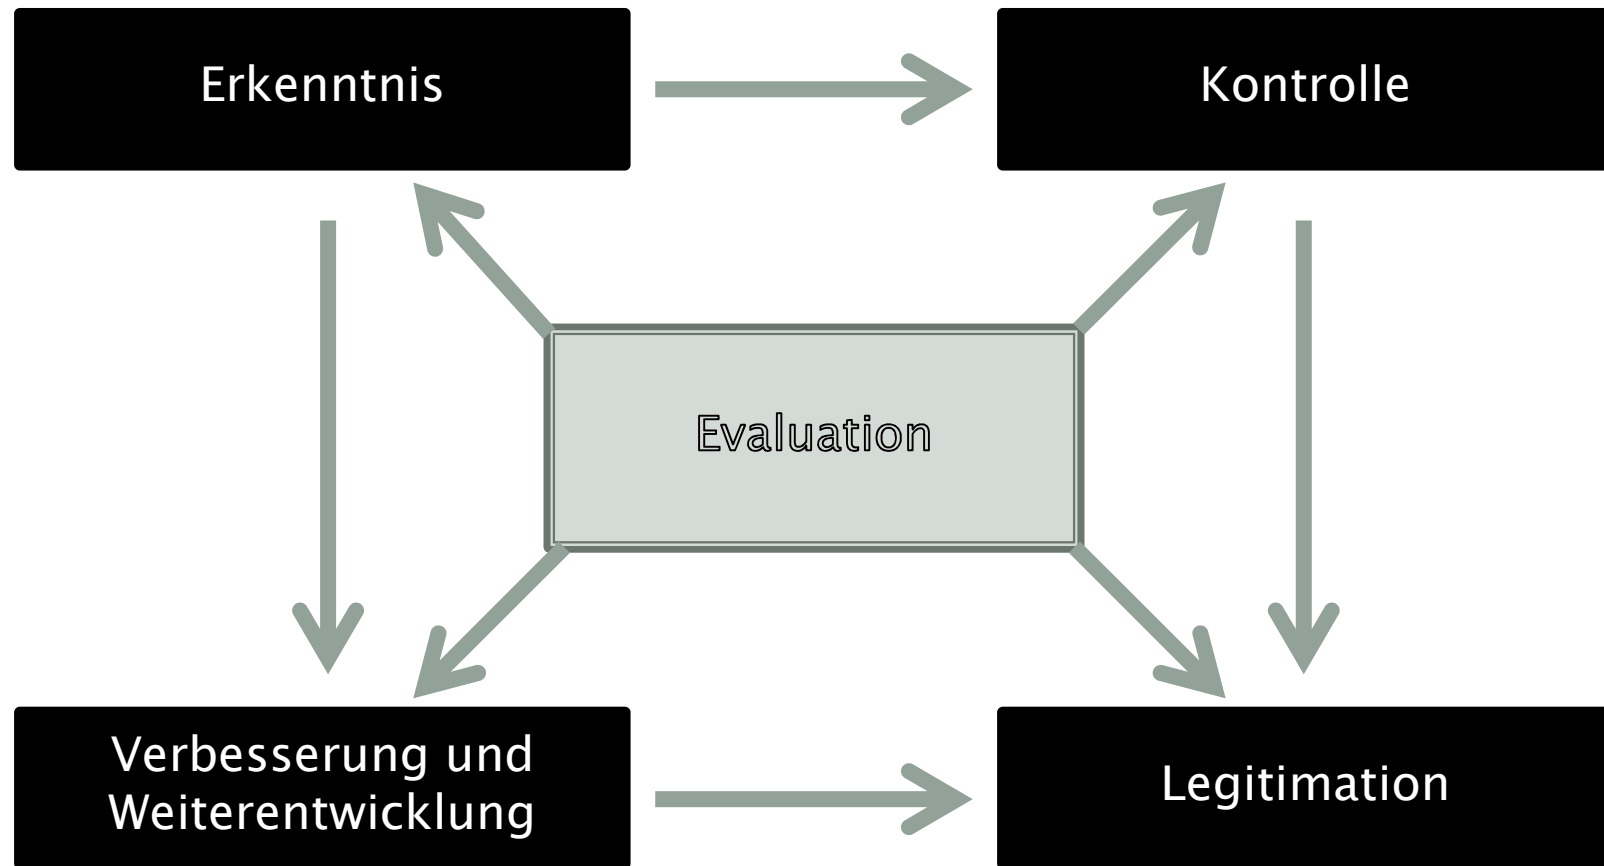 Erkenntnis
Kontrolle
Evaluation
Verbesserung und
Weiterentwicklung
Legitimation